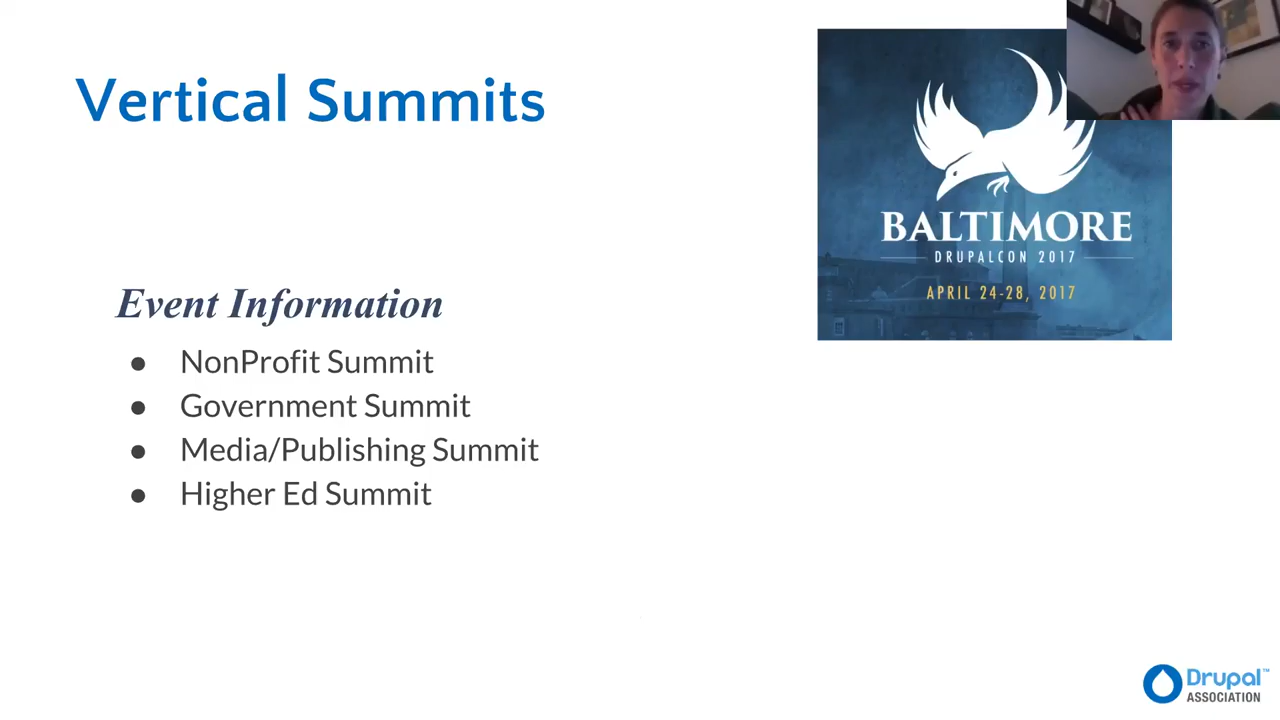 Vertical Summits
BALTIMORE
DRUPALCON 2017
APRIL 24-28, 2017
Event Information
● NonProfit Summit
● Government Summit
● Media/Publishing Summit
● Higher Ed Summit
Drupal™
ASSOCIATION